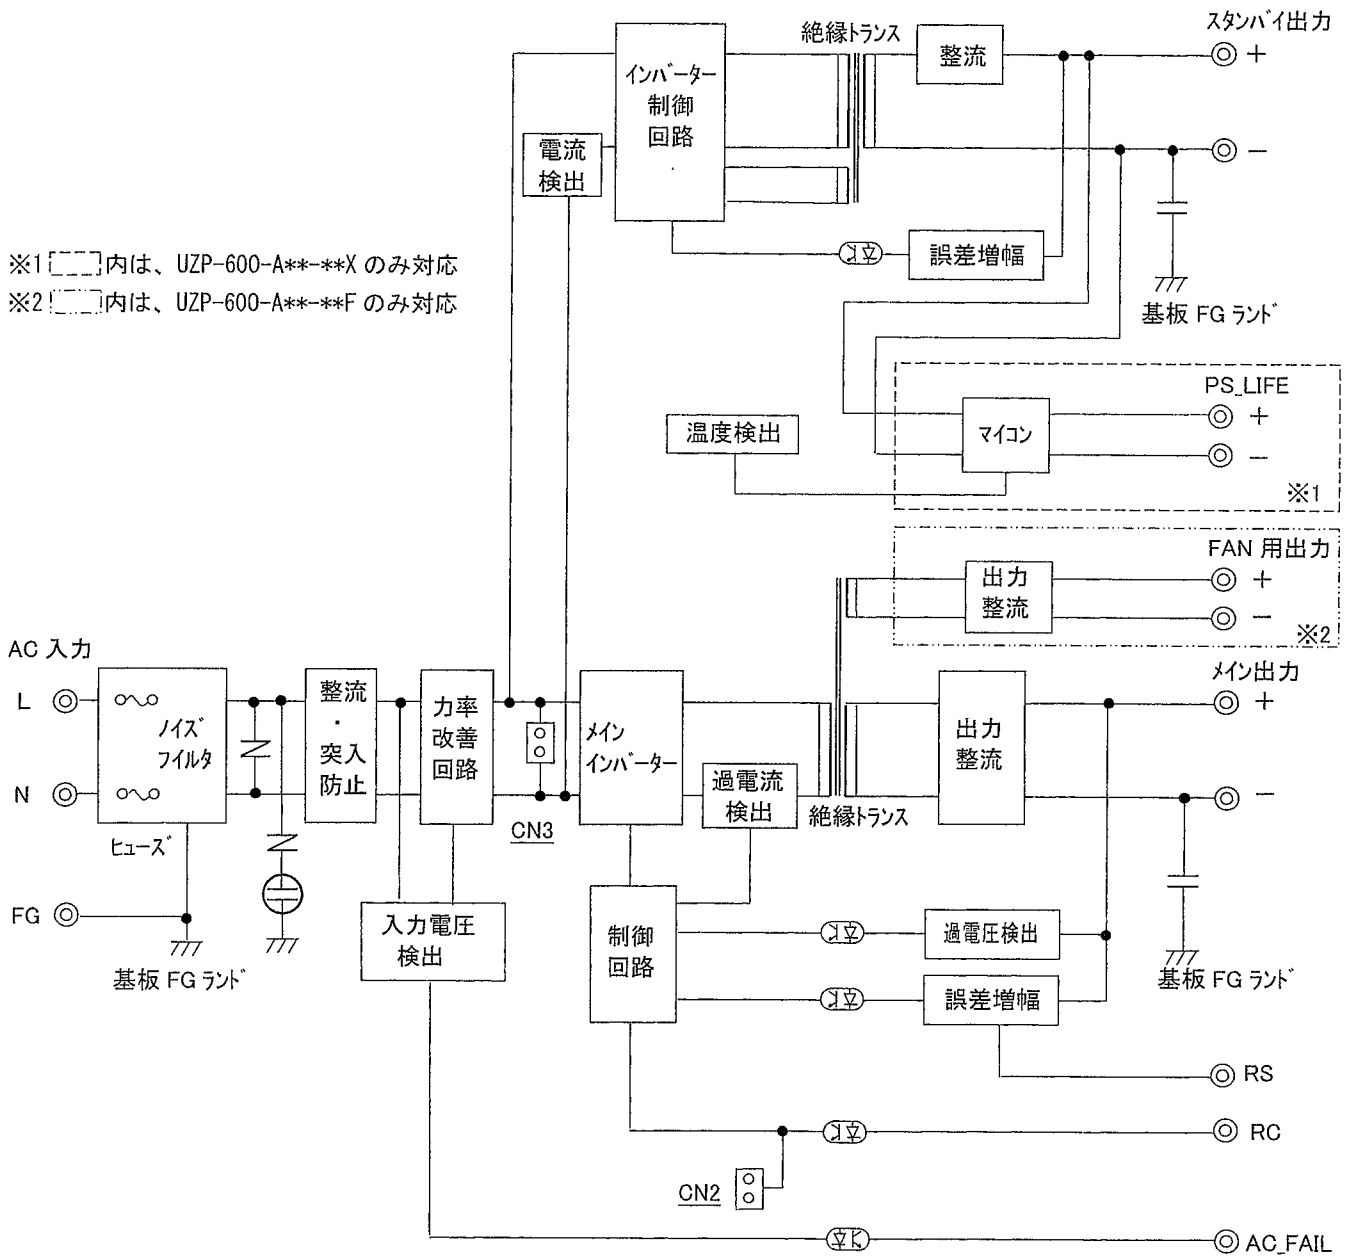 スタンバイ出力
絶縁トランス
整流
+
インバーター
制御
回路
電流
検出
−
誤差増幅
基板 FG ランド
※1 内は、UZP-600-A**-**X のみ対応
※2 内は、UZP-600-A**-**F のみ対応
PS_LIFE
+
温度検出
マイコン
−
※1
FAN 用出力
出力
整流
+
−
※2
AC 入力
メイン出力
L
ノイズ
フイルタ
整流
・
突入
防止
力率
改善
回路
メイン
インバーター
出力
整流
+
N
過電流
検出
絶縁トランス
−
ヒューズ
CN3
FG
基板 FG ランド
入力電圧
検出
制御
回路
過電圧検出
誤差増幅
基板 FG ランド
RS
RC
CN2
AC_FAIL